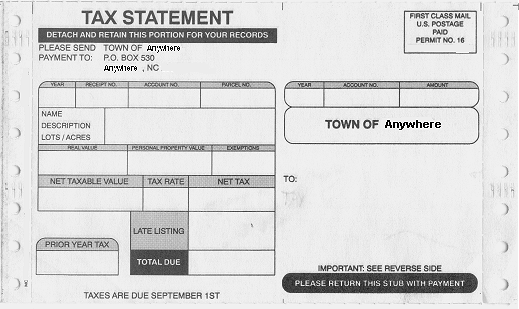 TAX STATEMENT
DETACH AND RETAIN THIS PORTION FOR YOUR RECORDS
PLEASE SEND TOWN OF Anywhere
PAYMENT TO: P.O. BOX 530
Anywhere , NC
FIRST CLASS MAIL
U.S. POSTAGE
PAID
PERMIT NO. 16
YEAR RECEIPT NO. ACCOUNT NO. PARCEL NO.
NAME
DESCRIPTION
LOTS / ACRES
REAL VALUE PERSONAL PROPERTY VALUE EXEMPTIONS
NET TAXABLE VALUE TAX RATE NET TAX
LATE LISTING
PRIOR YEAR TAX
TOTAL DUE
TAXES ARE DUE SEPTEMBER 1ST
YEAR ACCOUNT NO. AMOUNT
TOWN OF Anywhere
TO:
IMPORTANT: SEE REVERSE SIDE
PLEASE RETURN THIS STUB WITH PAYMENT